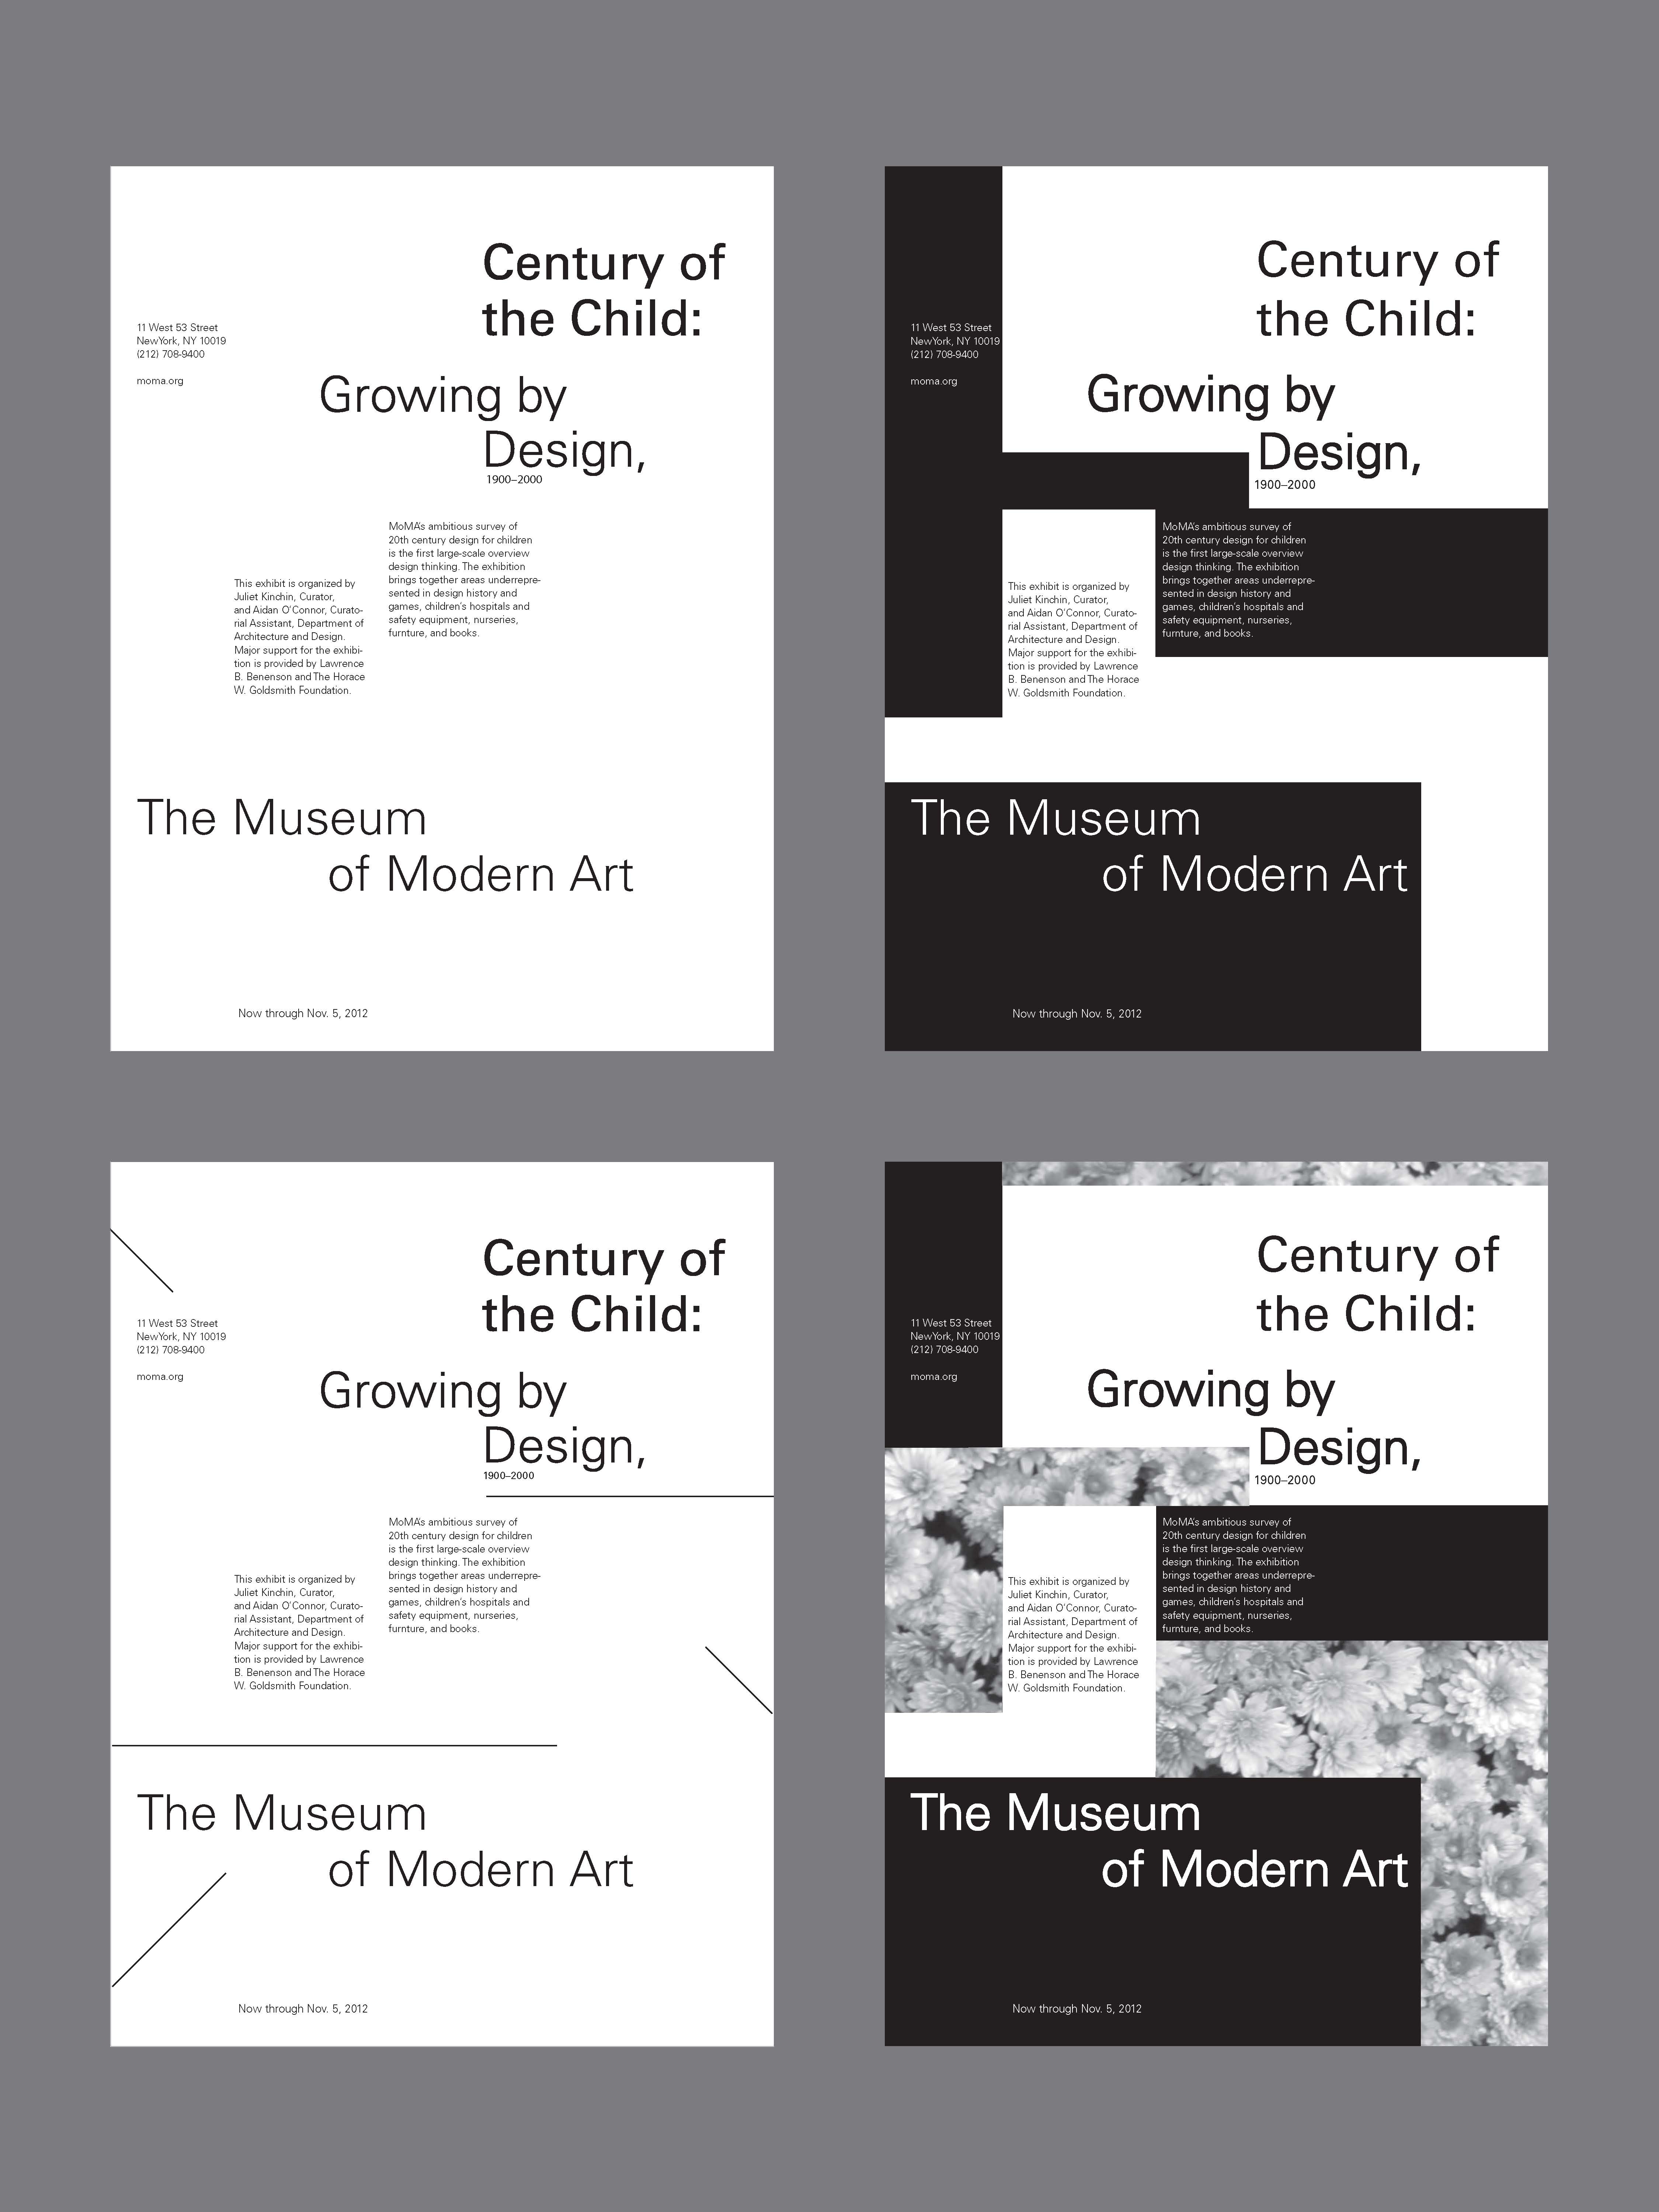 Century of
the Child:
11 West 53 Street
NewYork, NY 10019
(212) 708-9400
moma.org
Growing by
Design,
1900–2000
MoMA's ambitious survey of
20th century design for children
is the first large-scale overview
design thinking. The exhibition
brings together areas underrepre-
sented in design history and
games, children's hospitals and
safety equipment, nurseries,
furnture, and books.
This exhibit is organized by
Juliet Kinchin, Curator,
and Aidan O'Connor, Curato-
rial Assistant, Department of
Architecture and Design.
Major support for the exhibi-
tion is provided by Lawrence
B. Benenson and The Horace
W. Goldsmith Foundation.
The Museum
of Modern Art
Now through Nov. 5, 2012
Century of
the Child:
11 West 53 Street
NewYork, NY 10019
(212) 708-9400
moma.org
Growing by
Design,
1900–2000
MoMA's ambitious survey of
20th century design for children
is the first large-scale overview
design thinking. The exhibition
brings together areas underrepre-
sented in design history and
games, children's hospitals and
safety equipment, nurseries,
furnture, and books.
This exhibit is organized by
Juliet Kinchin, Curator,
and Aidan O'Connor, Curato-
rial Assistant, Department of
Architecture and Design.
Major support for the exhibi-
tion is provided by Lawrence
B. Benenson and The Horace
W. Goldsmith Foundation.
The Museum
of Modern Art
Now through Nov. 5, 2012
Century of
the Child:
11 West 53 Street
NewYork, NY 10019
(212) 708-9400
moma.org
Growing by
Design,
1900–2000
MoMA's ambitious survey of
20th century design for children
is the first large-scale overview
design thinking. The exhibition
brings together areas underrepre-
sented in design history and
games, children's hospitals and
safety equipment, nurseries,
furnture, and books.
This exhibit is organized by
Juliet Kinchin, Curator,
and Aidan O'Connor, Curato-
rial Assistant, Department of
Architecture and Design.
Major support for the exhibi-
tion is provided by Lawrence
B. Benenson and The Horace
W. Goldsmith Foundation.
The Museum
of Modern Art
Now through Nov. 5, 2012
Century of
the Child:
11 West 53 Street
NewYork, NY 10019
(212) 708-9400
moma.org
Growing by
Design,
1900–2000
MoMA's ambitious survey of
20th century design for children
is the first large-scale overview
design thinking. The exhibition
brings together areas underrepre-
sented in design history and
games, children's hospitals and
safety equipment, nurseries,
furnture, and books.
This exhibit is organized by
Juliet Kinchin, Curator,
and Aidan O'Connor, Curato-
rial Assistant, Department of
Architecture and Design.
Major support for the exhibi-
tion is provided by Lawrence
B. Benenson and The Horace
W. Goldsmith Foundation.
The Museum
of Modern Art
Now through Nov. 5, 2012